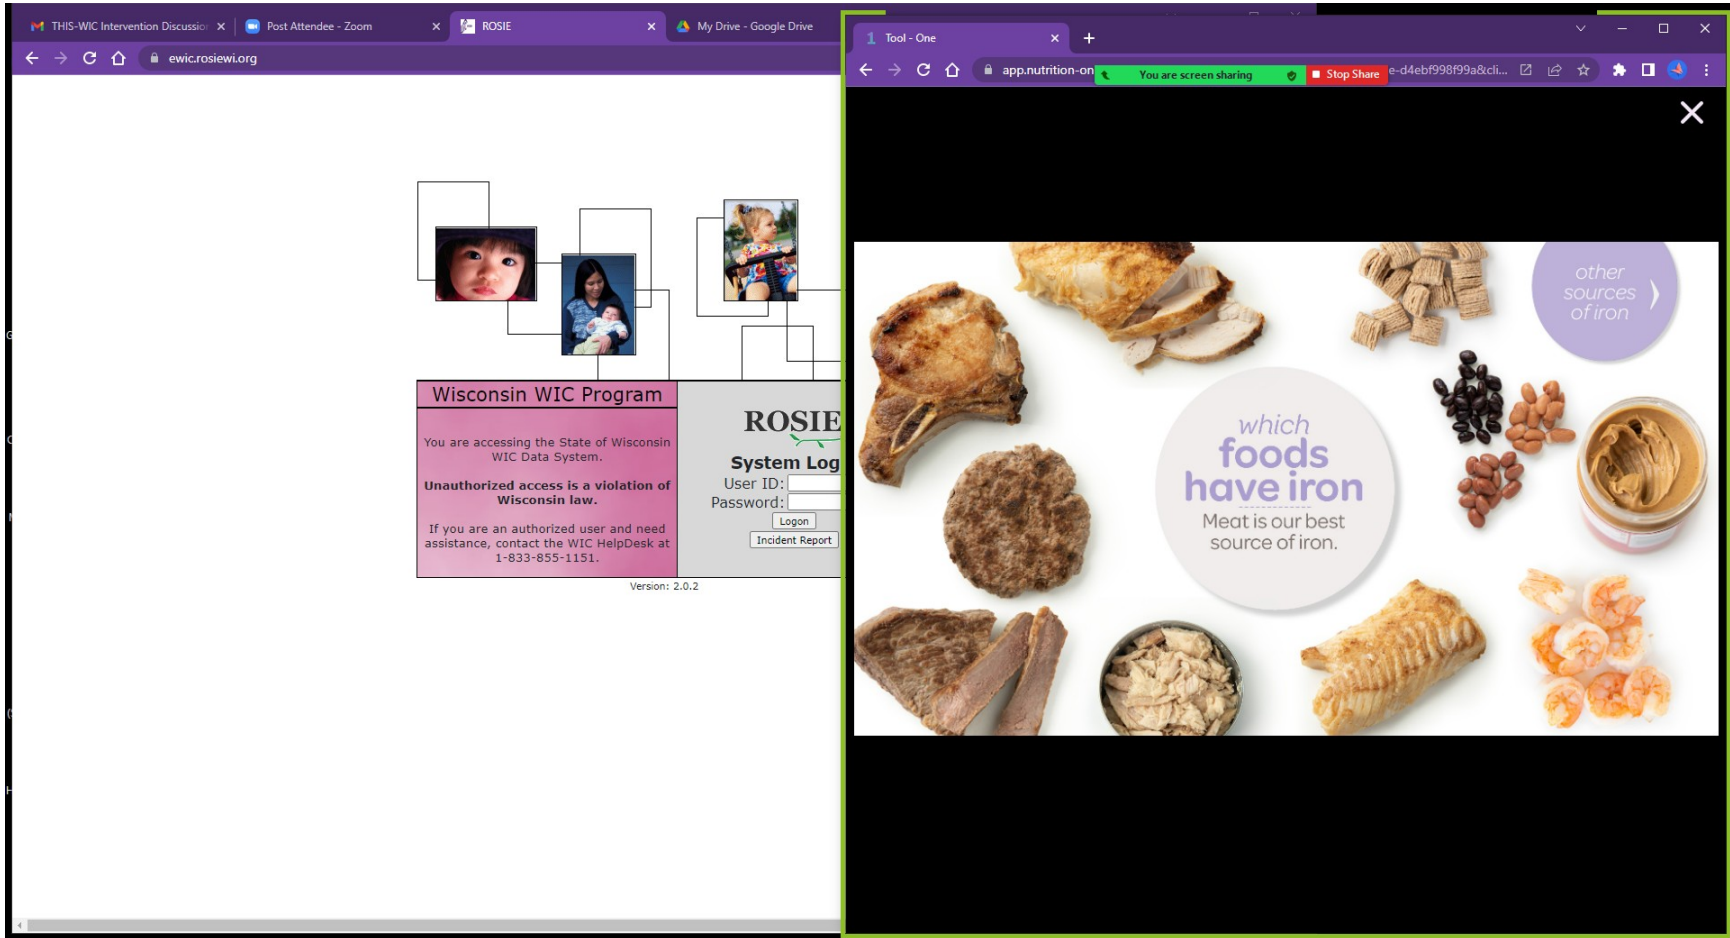 THIS-WIC Intervention Discussio
Post Attendee - Zoom
ROSIE
My Drive - Google Drive
ewic.rosiewi.org
Wisconsin WIC Program
You are accessing the State of Wisconsin
WIC Data System.
Unauthorized access is a violation of
Wisconsin law.
If you are an authorized user and need
assistance, contact the WIC HelpDesk at
1-833-855-1151.
ROSIE
System Log
User ID:
Password:
Logon
Incident Report
Version: 2.0.2
1 Tool - One
app.nutrition-on
You are screen sharing
Stop Share
e-d4ebf998f99a&cli...
other
sources
of iron
which
foods
have iron
Meat is our best
source of iron.